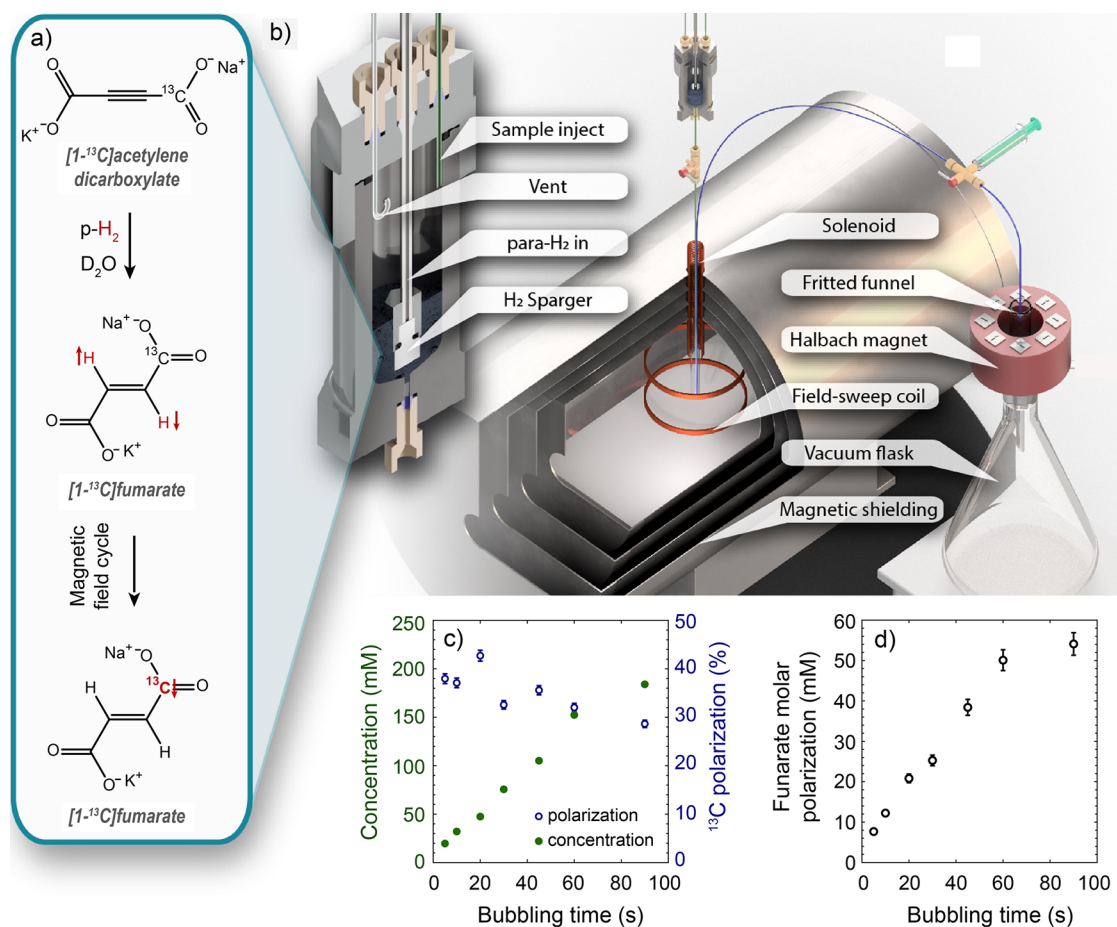 a)
O
O⁻ Na⁺
¹³C
K⁺⁻O
O
[1-¹³C]acetylene
dicarboxylate
p-H₂
D₂O
Na⁺⁻O
¹³C
O
H
H
O
O⁻ K⁺
[1-¹³C]fumarate
Magnetic
field cycle
Na⁺⁻O
¹³C
O
H
H
O
O⁻ K⁺
[1-¹³C]fumarate
b)
Sample inject
Vent
para-H₂ in
H₂ Sparger
Solenoid
Fritted funnel
Halbach magnet
Field-sweep coil
Vacuum flask
Magnetic shielding
c)
Concentration (mM)
250
200
150
100
50
0
¹³C polarization (%)
50
40
30
20
10
0
polarization
concentration
0 20 40 60 80 100
Bubbling time (s)
d)
Funarate molar
polarization (mM)
60
50
40
30
20
10
0
0 20 40 60 80 100
Bubbling time (s)